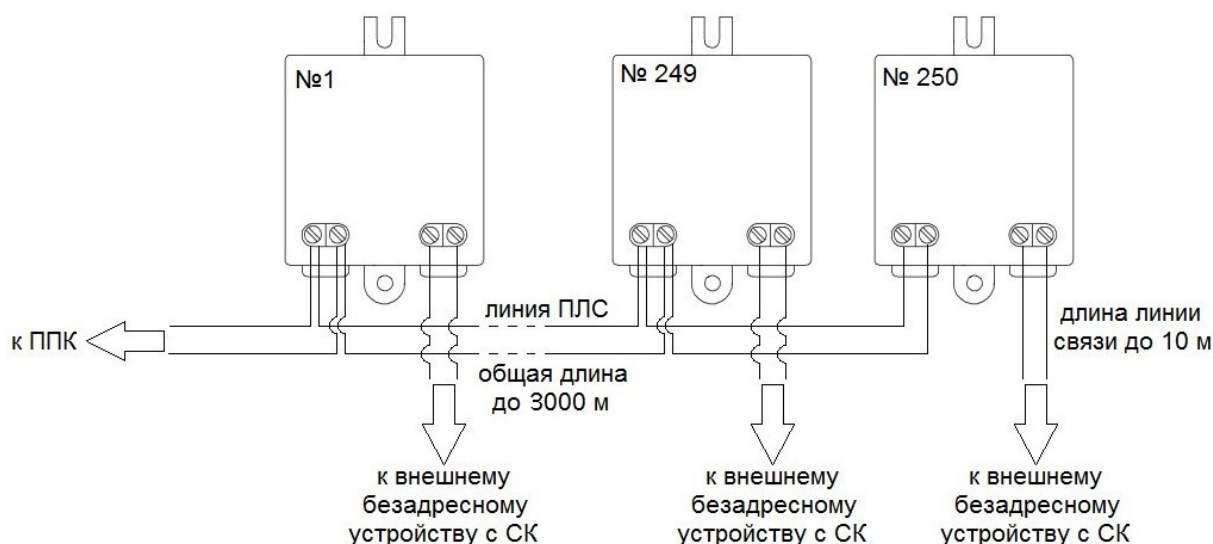 №1
№ 249
№ 250
линия ПЛС
к ППК
общая длина
до 3000 м
длина линии
связи до 10 м
к внешнему
безадресному
устройству с СК
к внешнему
безадресному
устройству с СК
к внешнему
безадресному
устройству с СК